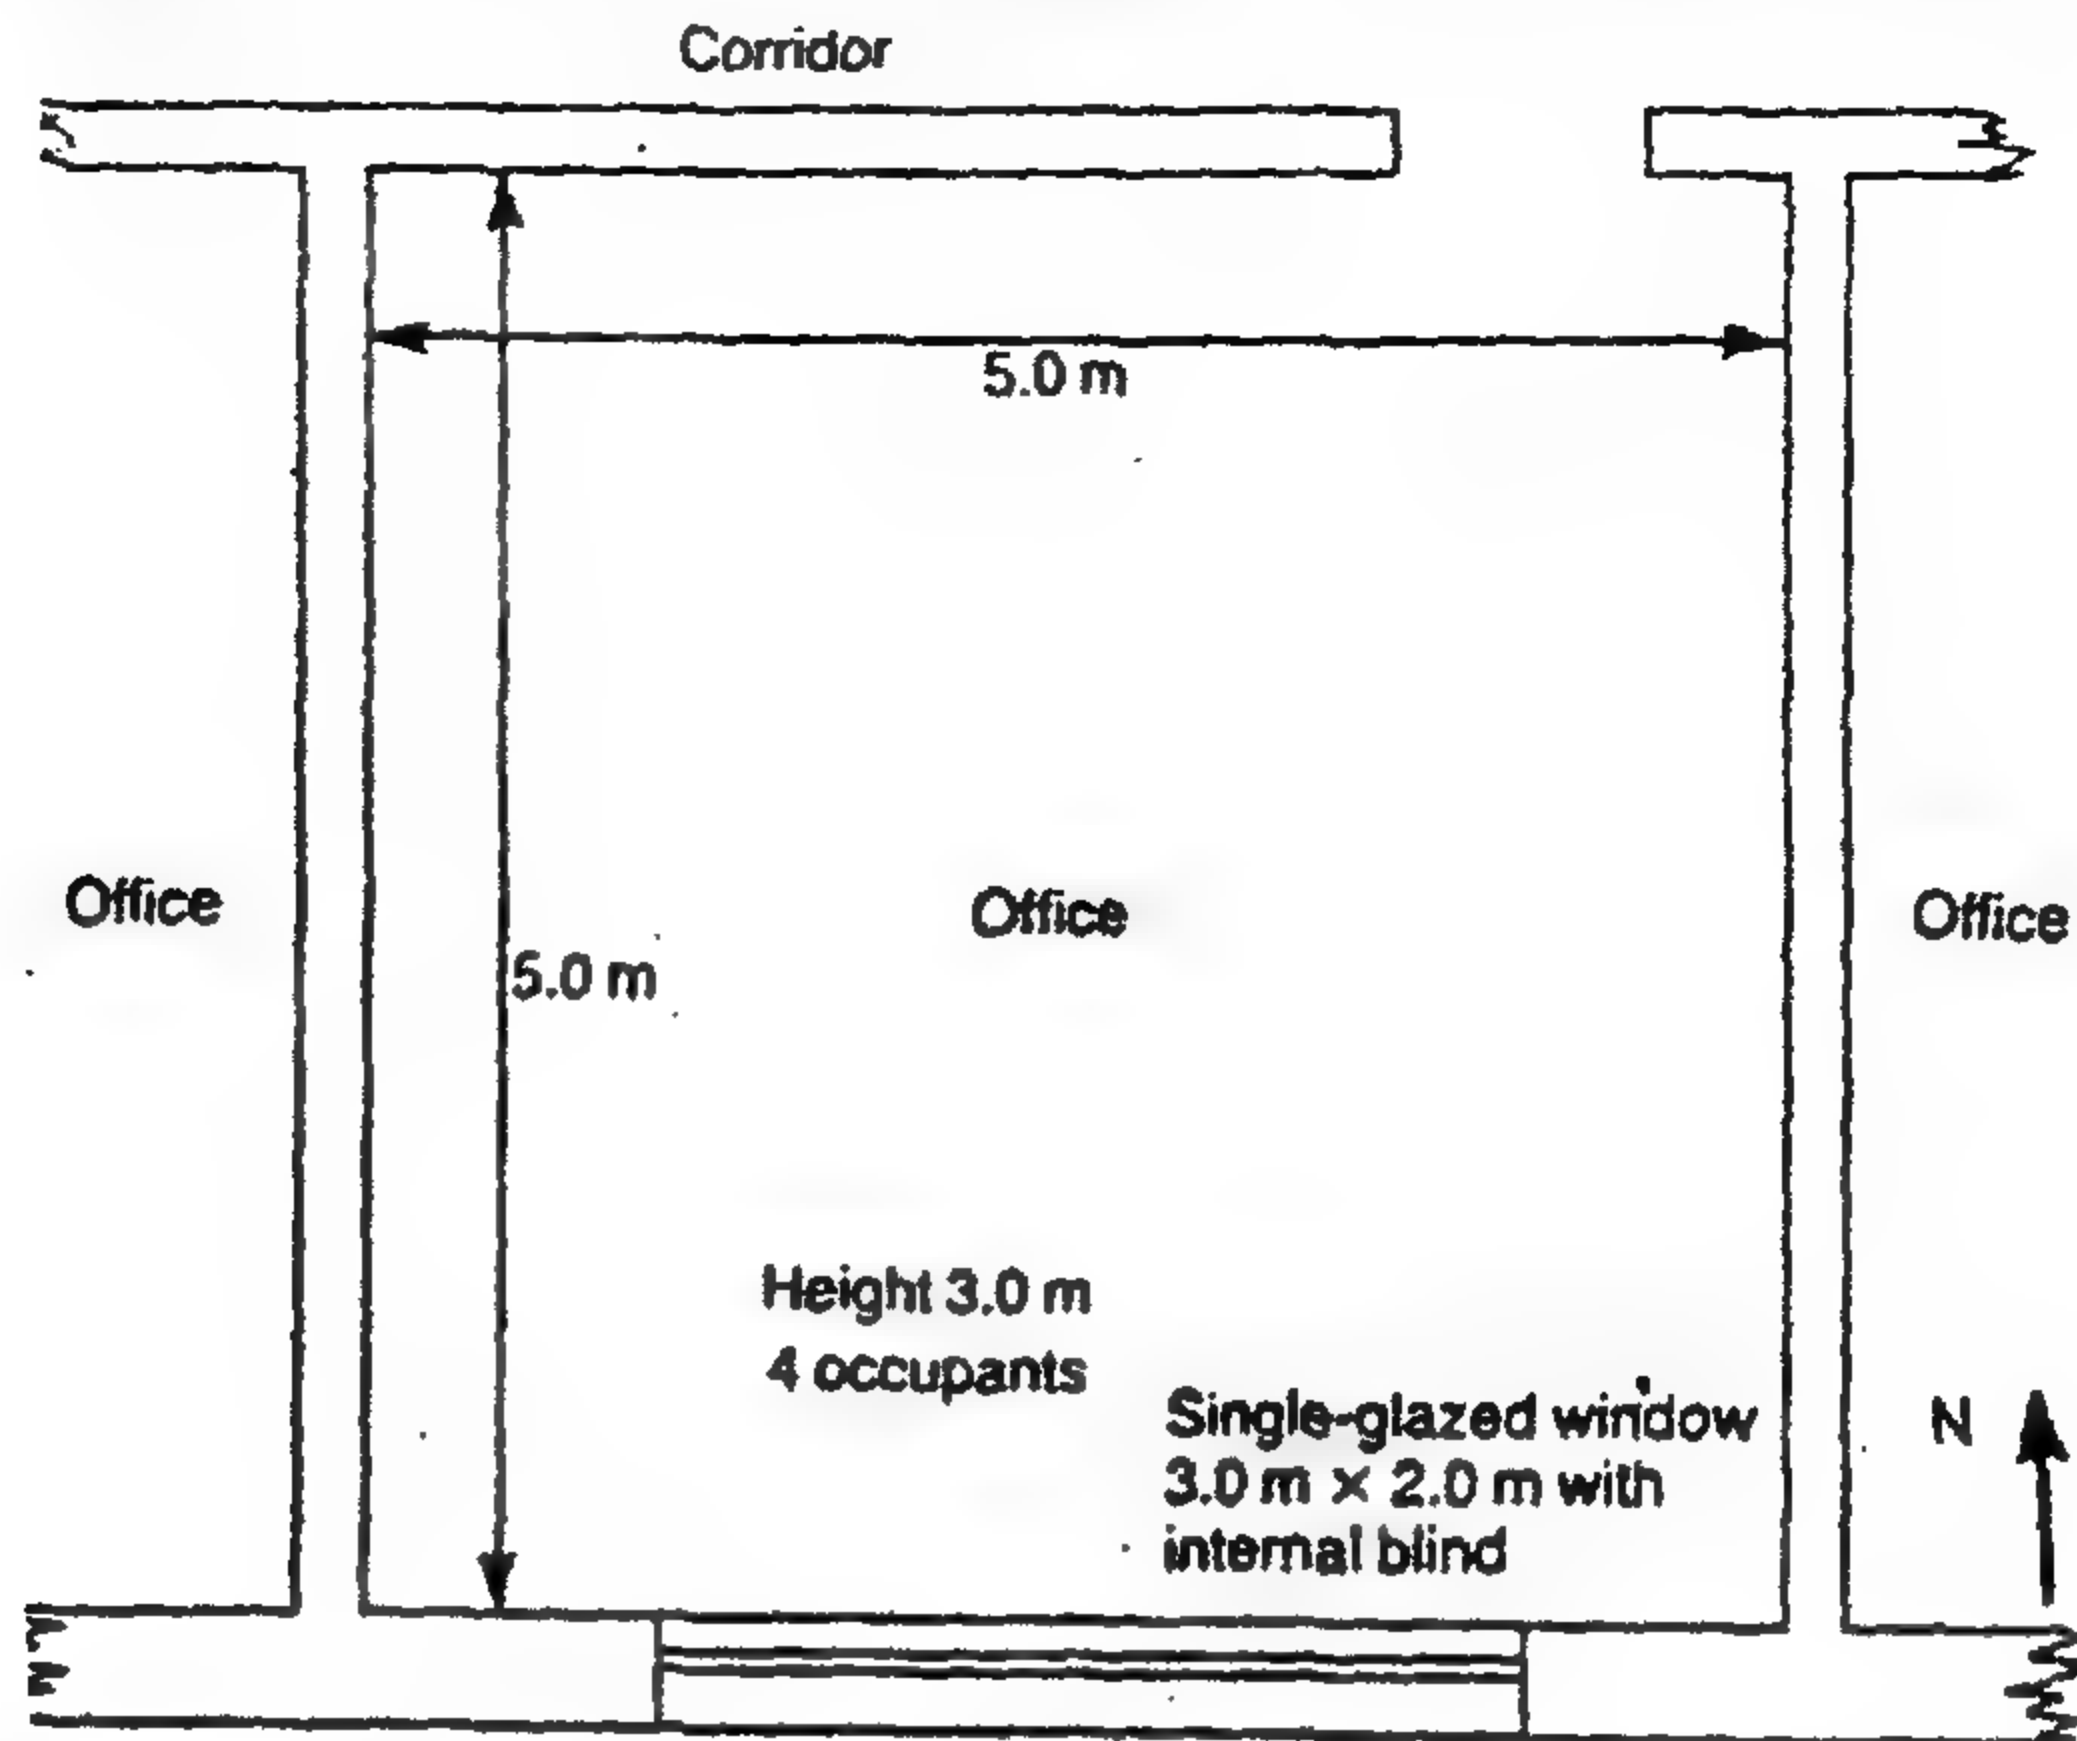 Corridor
5.0 m
Office
Office
Office
5.0 m
Height 3.0 m
4 occupants
Single-glazed window
3.0 m × 2.0 m with
internal blind
N